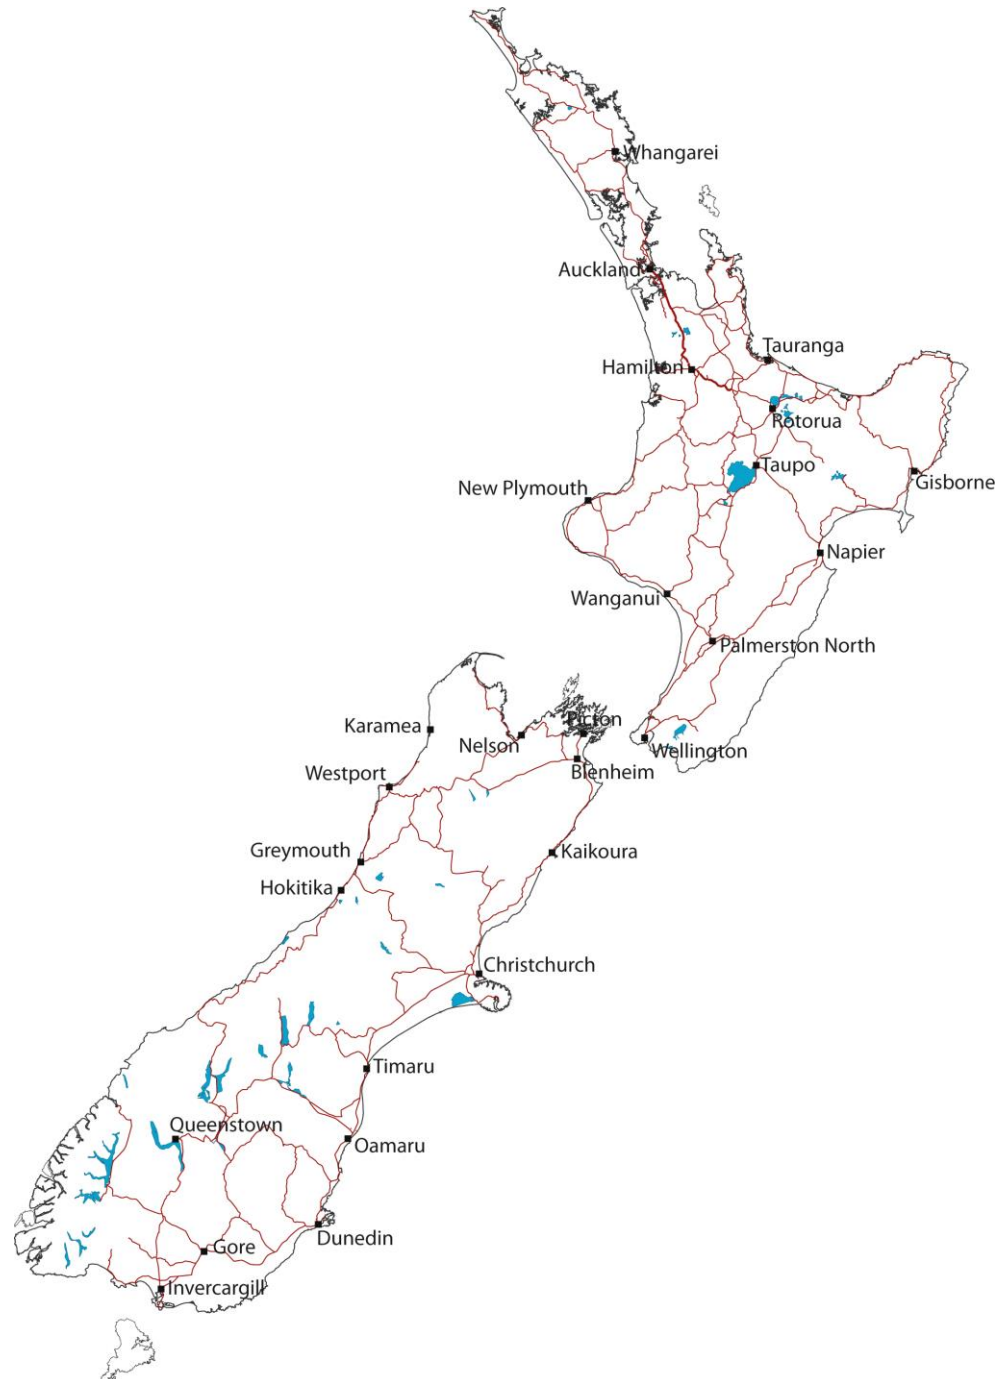 Whangarei
Auckland
Tauranga
Hamilton
Rotorua
Taupo
Gisborne
New Plymouth
Napier
Wanganui
Palmerston North
Picton
Karamea
Nelson
Wellington
Blenheim
Westport
Greymouth
Kaikoura
Hokitika
Christchurch
Timaru
Queenstown
Oamaru
Dunedin
Gore
Invercargill